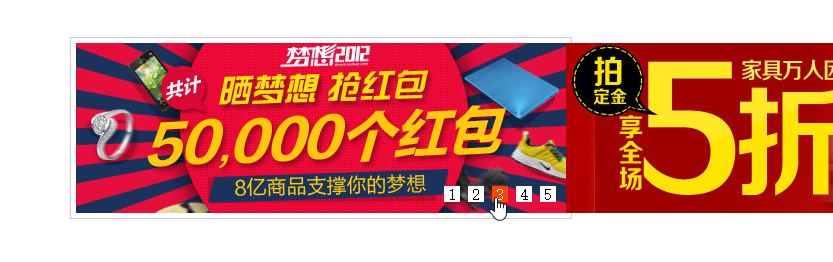 梦想2012
共计
晒梦想 抢红包
50,000个红包
8亿商品支撑你的梦想
1 2 3 4 5
拍
定金
享全场
家具万人团
5折